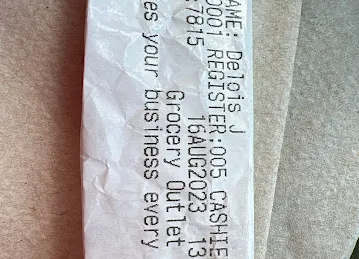 AME: Delois J
0001 REGISTER:005 CASHIE
:7815 16AUG2023 13
Grocery Outlet
es your business every